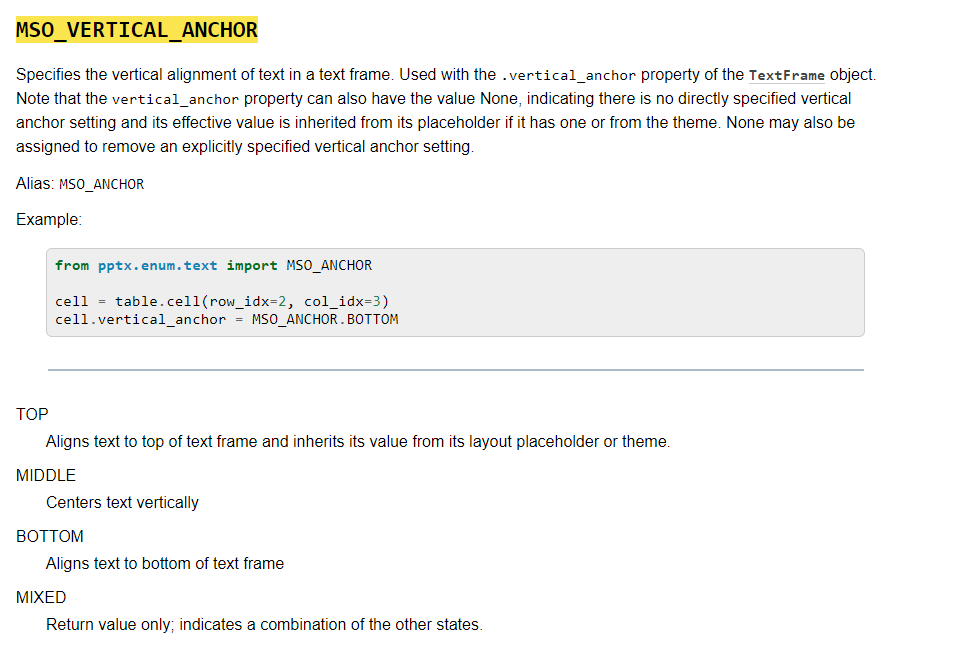 MSO_VERTICAL_ANCHOR
Specifies the vertical alignment of text in a text frame. Used with the .vertical_anchor property of the TextFrame object.
Note that the vertical_anchor property can also have the value None, indicating there is no directly specified vertical
anchor setting and its effective value is inherited from its placeholder if it has one or from the theme. None may also be
assigned to remove an explicitly specified vertical anchor setting.
Alias: MSO_ANCHOR
Example:
from pptx.enum.text import MSO_ANCHOR
cell = table.cell(row_idx=2, col_idx=3)
cell.vertical_anchor = MSO_ANCHOR.BOTTOM
TOP
Aligns text to top of text frame and inherits its value from its layout placeholder or theme.
MIDDLE
Centers text vertically
BOTTOM
Aligns text to bottom of text frame
MIXED
Return value only; indicates a combination of the other states.